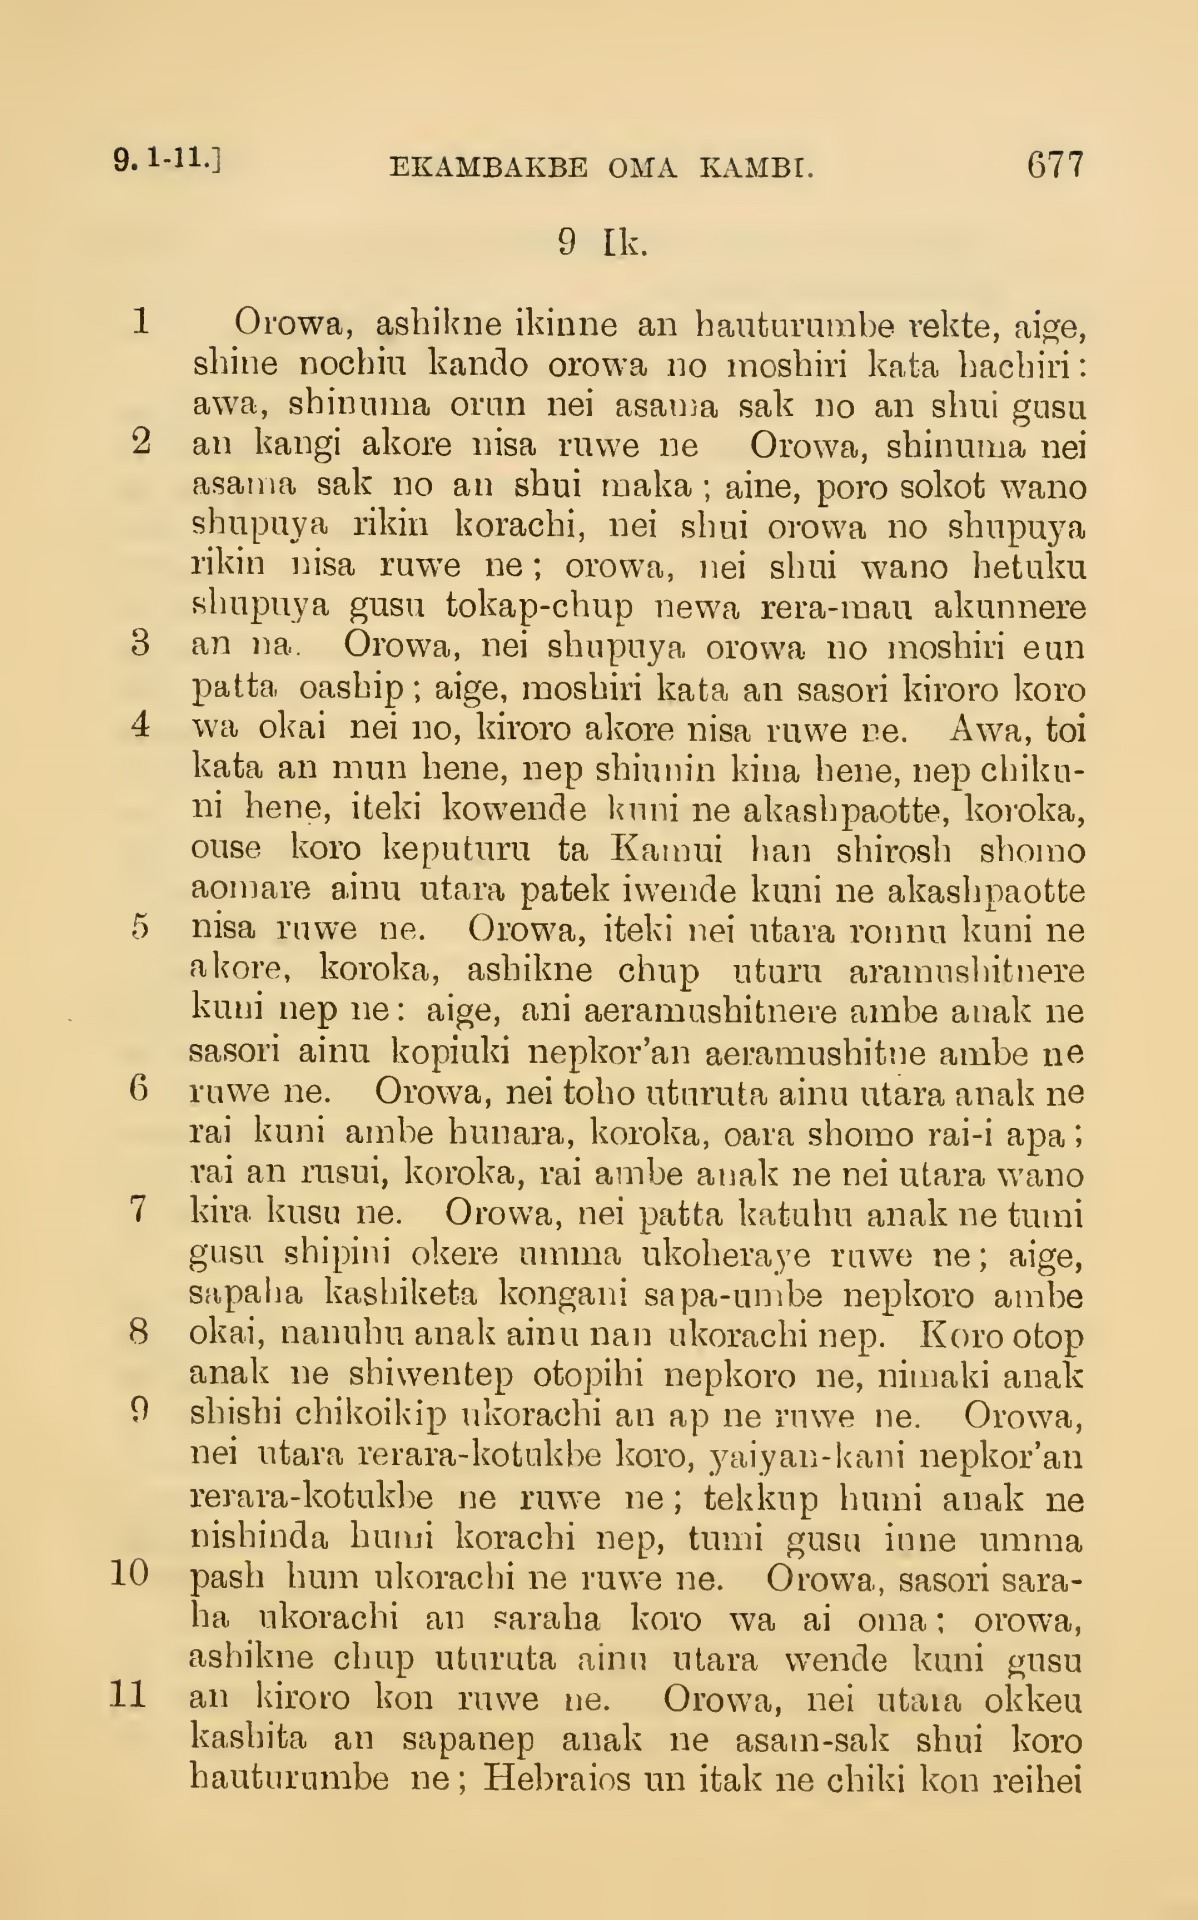 9. 1-11.] EKAMBAKBE OMA KAMBI. 677
9 Ik.
1 Orowa, ashikne ikinne an hauturumbe rekte, aige,
shine nochiu kando orowa no moshiri kata hachiri:
awa, shinuma orun nei asama sak no an shui gusu
2 an kangi akore nisa ruwe ne Orowa, shinuma nei
asama sak no an shui maka; aine, poro sokot wano
shupuya rikin korachi, nei shui orowa no shupuya
rikin nisa ruwe ne; orowa, nei shui wano hetuku
shupuya gusu tokap-chup newa rera-mau akunnere
3 an na. Orowa, nei shupuya orowa no moshiri eun
patta oaship; aige, moshiri kata an sasori kiroro koro
4 wa okai nei no, kiroro akore nisa ruwe ne. Awa, toi
kata an mun hene, nep shiunin kina hene, nep chiku-
ni hene, iteki kowende kuni ne akashpaotte, koroka,
ouse koro keputuru ta Kamui han shirosh shomo
aomare ainu utara patek iwende kuni ne akashpaotte
5 nisa ruwe ne. Orowa, iteki nei utara ronnu kuni ne
akore, koroka, ashikne chup uturu aramushitnere
kuni nep ne: aige, ani aeramushitnere ambe anak ne
sasori ainu kopiuki nepkor'an aeramushitne ambe ne
6 ruwe ne. Orowa, nei toho uturuta ainu utara anak ne
rai kuni ambe hunara, koroka, oara shomo rai-i apa;
rai an rusui, koroka, rai ambe anak ne nei utara wano
7 kira kusu ne. Orowa, nei patta katuhu anak ne tumi
gusu shipini okere umma ukoheraye ruwe ne; aige,
sapaha kashiketa kongani sapa-umbe nepkoro ambe
8 okai, nanuhu anak ainu nan ukorachi nep. Koro otop
anak ne shiwentep otopihi nepkoro ne, nimaki anak
9 shishi chikoikip ukorachi an ap ne ruwe ne. Orowa,
nei utara rerara-kotukbe koro, yaiyan-kani nepkor'an
rerara-kotukbe ne ruwe ne; tekkup humi anak ne
nishinda humi korachi nep, tumi gusu inne umma
10 pash hum ukorachi ne ruwe ne. Orowa, sasori sara-
ha ukorachi an saraha koro wa ai oma; orowa,
ashikne chup uturuta ainu utara wende kuni gusu
11 an kiroro kon ruwe ne. Orowa, nei utara okkeu
kashita an sapanep anak ne asam-sak shui koro
hauturumbe ne; Hebraios un itak ne chiki kon reihei